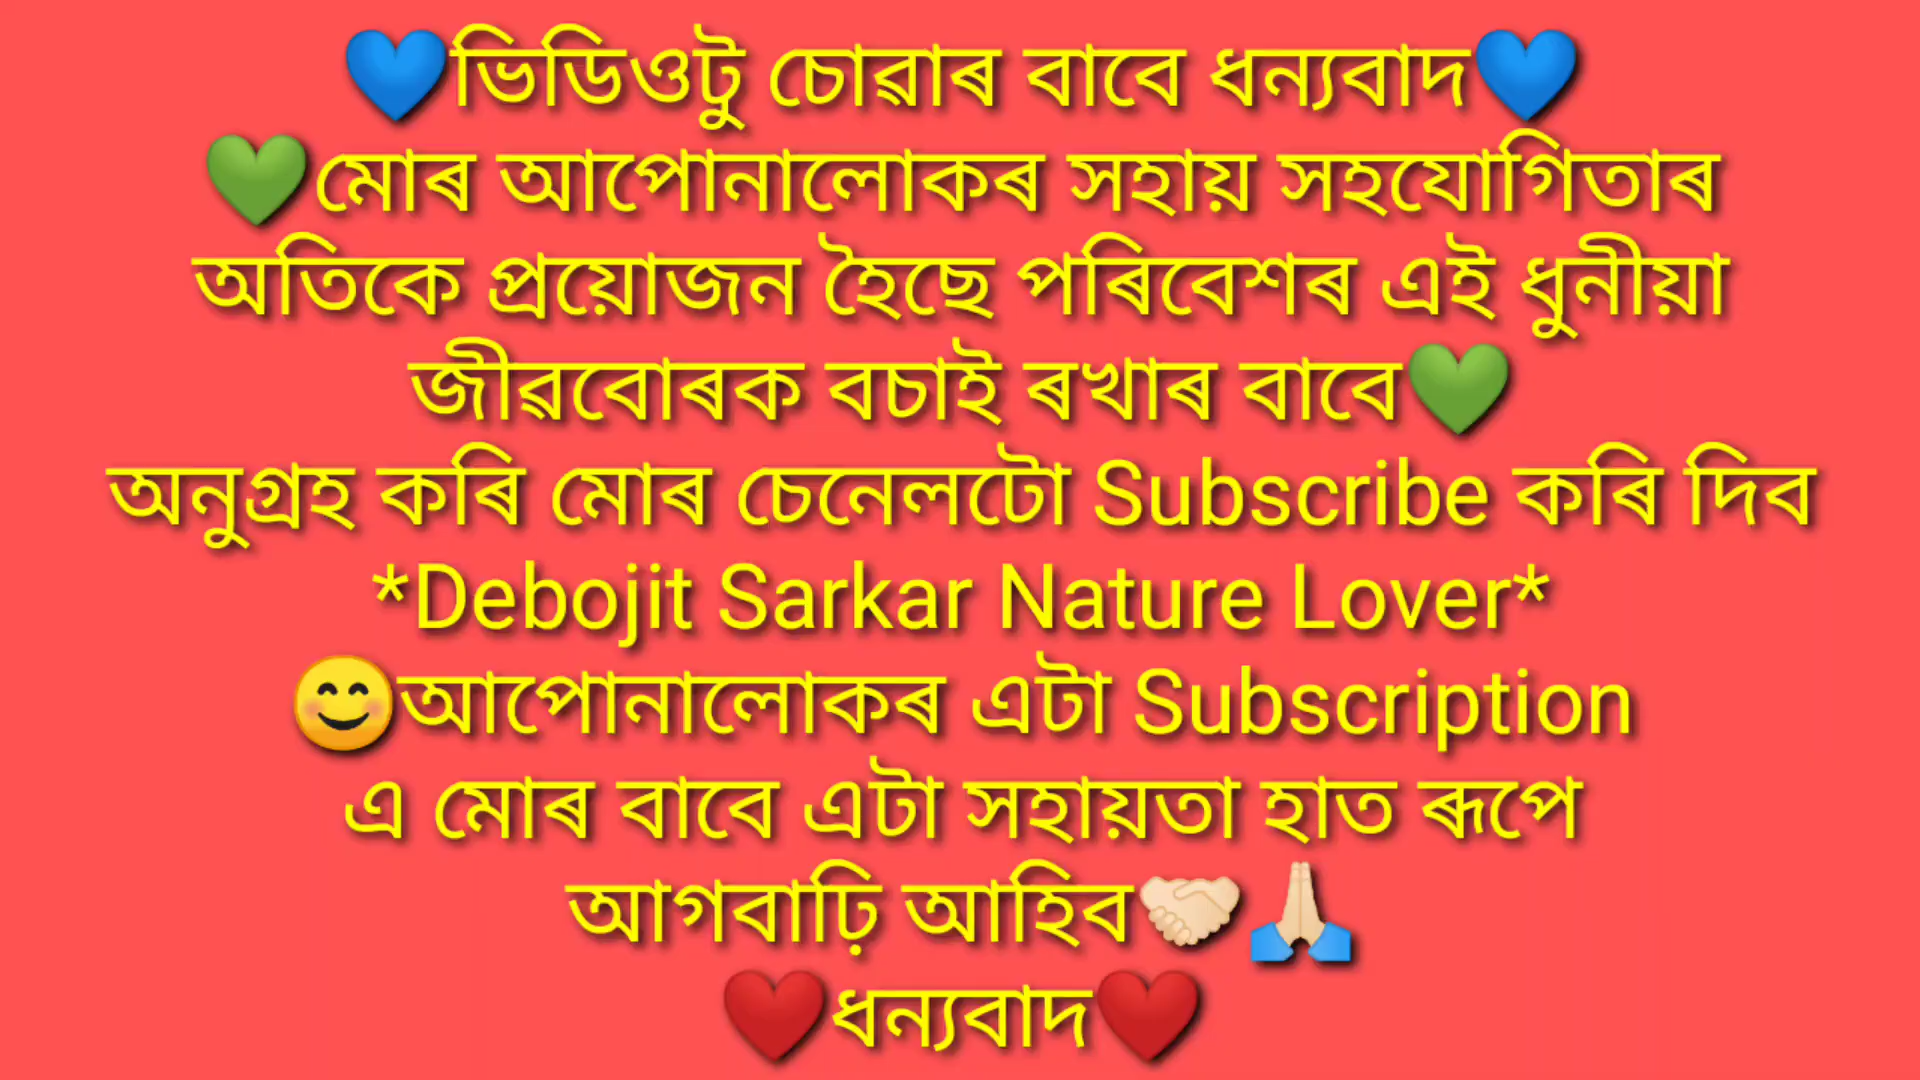 💙ভিডিওটু চোৱাৰ বাবে ধন্যবাদ💙
💚মোৰ আপোনালোকৰ সহায় সহযোগিতাৰ
অতিকে প্ৰয়োজন হৈছে পৰিবেশৰ এই ধুনীয়া
জীৱবোৰক বচাই ৰখাৰ বাবে💚
অনুগ্ৰহ কৰি মোৰ চেনেলটো Subscribe কৰি দিব
*Debojit Sarkar Nature Lover*
😊আপোনালোকৰ এটা Subscription
এ মোৰ বাবে এটা সহায়তা হাত ৰূপে
আগবাঢ়ি আহিব🤝🏻🙏🏻
❤️ধন্যবাদ❤️